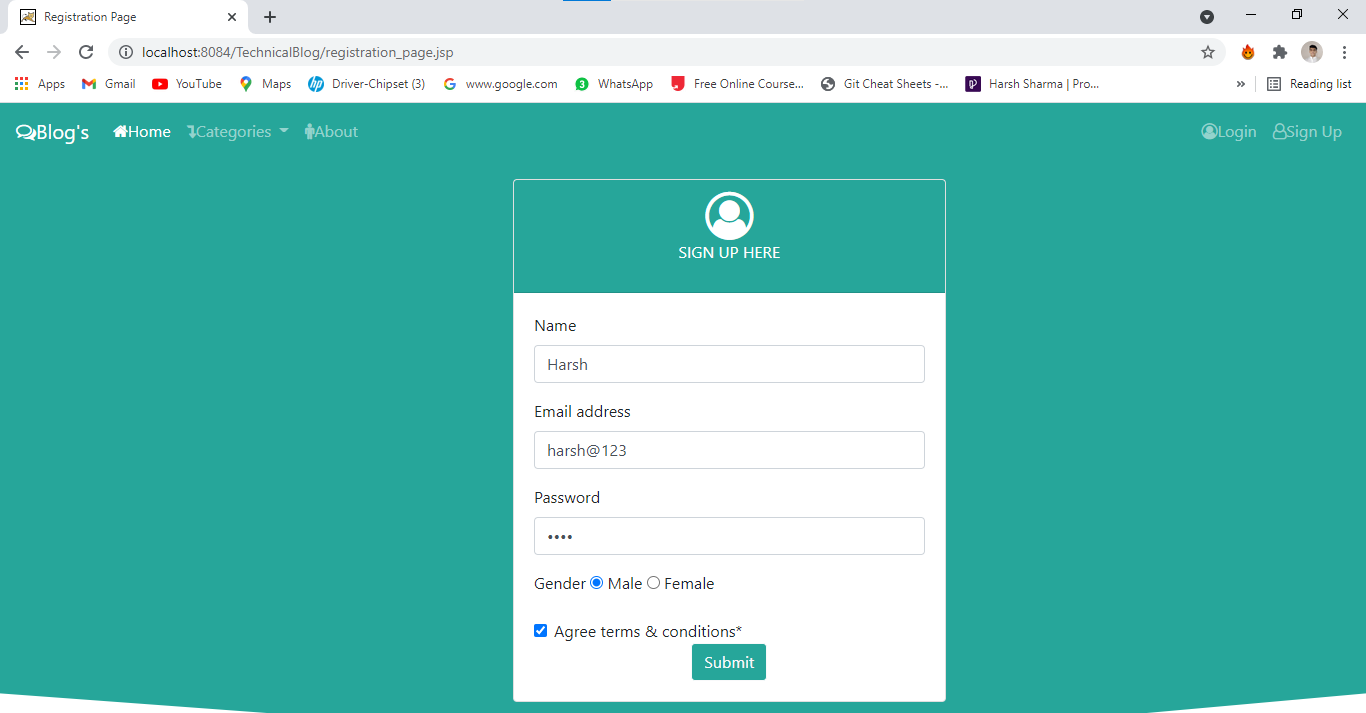 Registration Page
localhost:8084/TechnicalBlog/registration_page.jsp
Apps Gmail YouTube Maps Driver-Chipset (3) www.google.com WhatsApp Free Online Course... Git Cheat Sheets -... Harsh Sharma | Pro... » Reading list
Blog's Home Categories About Login Sign Up
SIGN UP HERE
Name
Harsh
Email address
harsh@123
Password
••••
Gender Male Female
Agree terms & conditions*
Submit